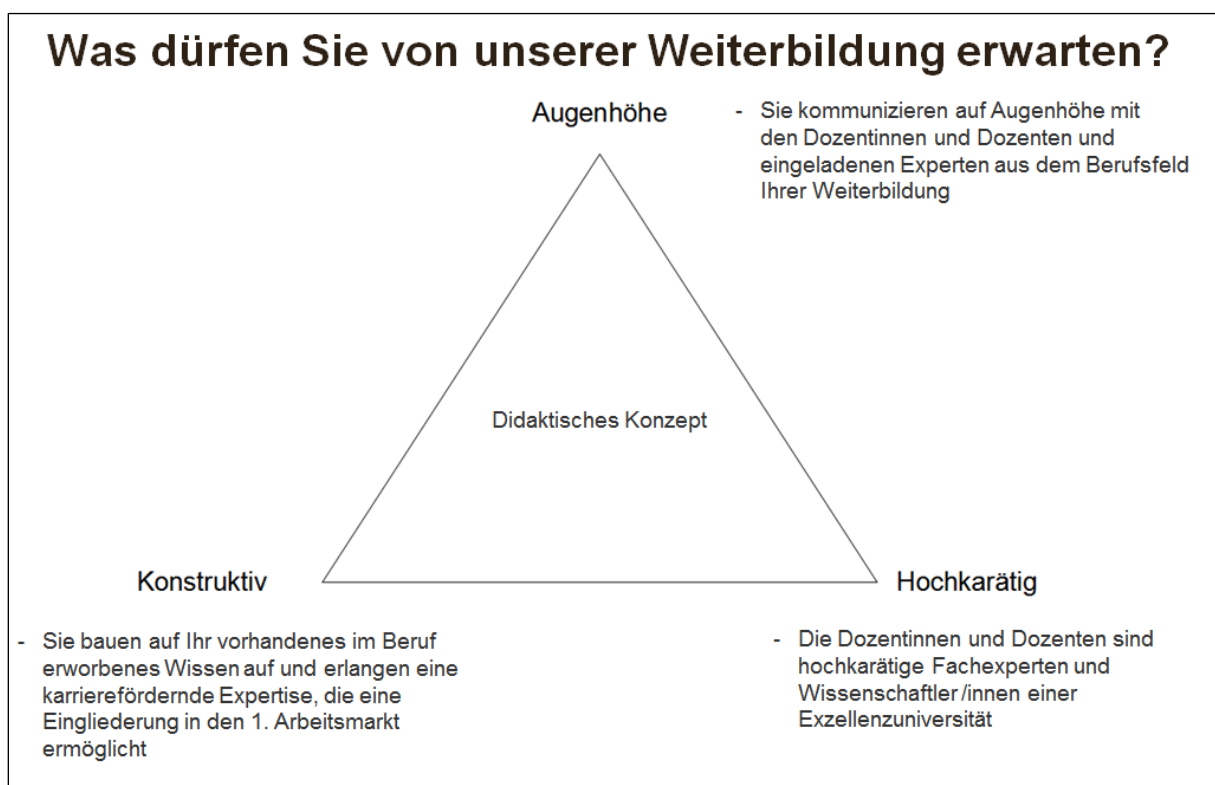 Was dürfen Sie von unserer Weiterbildung erwarten?
Augenhöhe
- Sie kommunizieren auf Augenhöhe mit
den Dozentinnen und Dozenten und
eingeladenen Experten aus dem Berufsfeld
Ihrer Weiterbildung
Didaktisches Konzept
Konstruktiv
- Sie bauen auf Ihr vorhandenes im Beruf
erworbenes Wissen auf und erlangen eine
karrierefördernde Expertise, die eine
Eingliederung in den 1. Arbeitsmarkt
ermöglicht
Hochkarätig
- Die Dozentinnen und Dozenten sind
hochkarätige Fachexperten und
Wissenschaftler/innen einer
Exzellenzuniversität